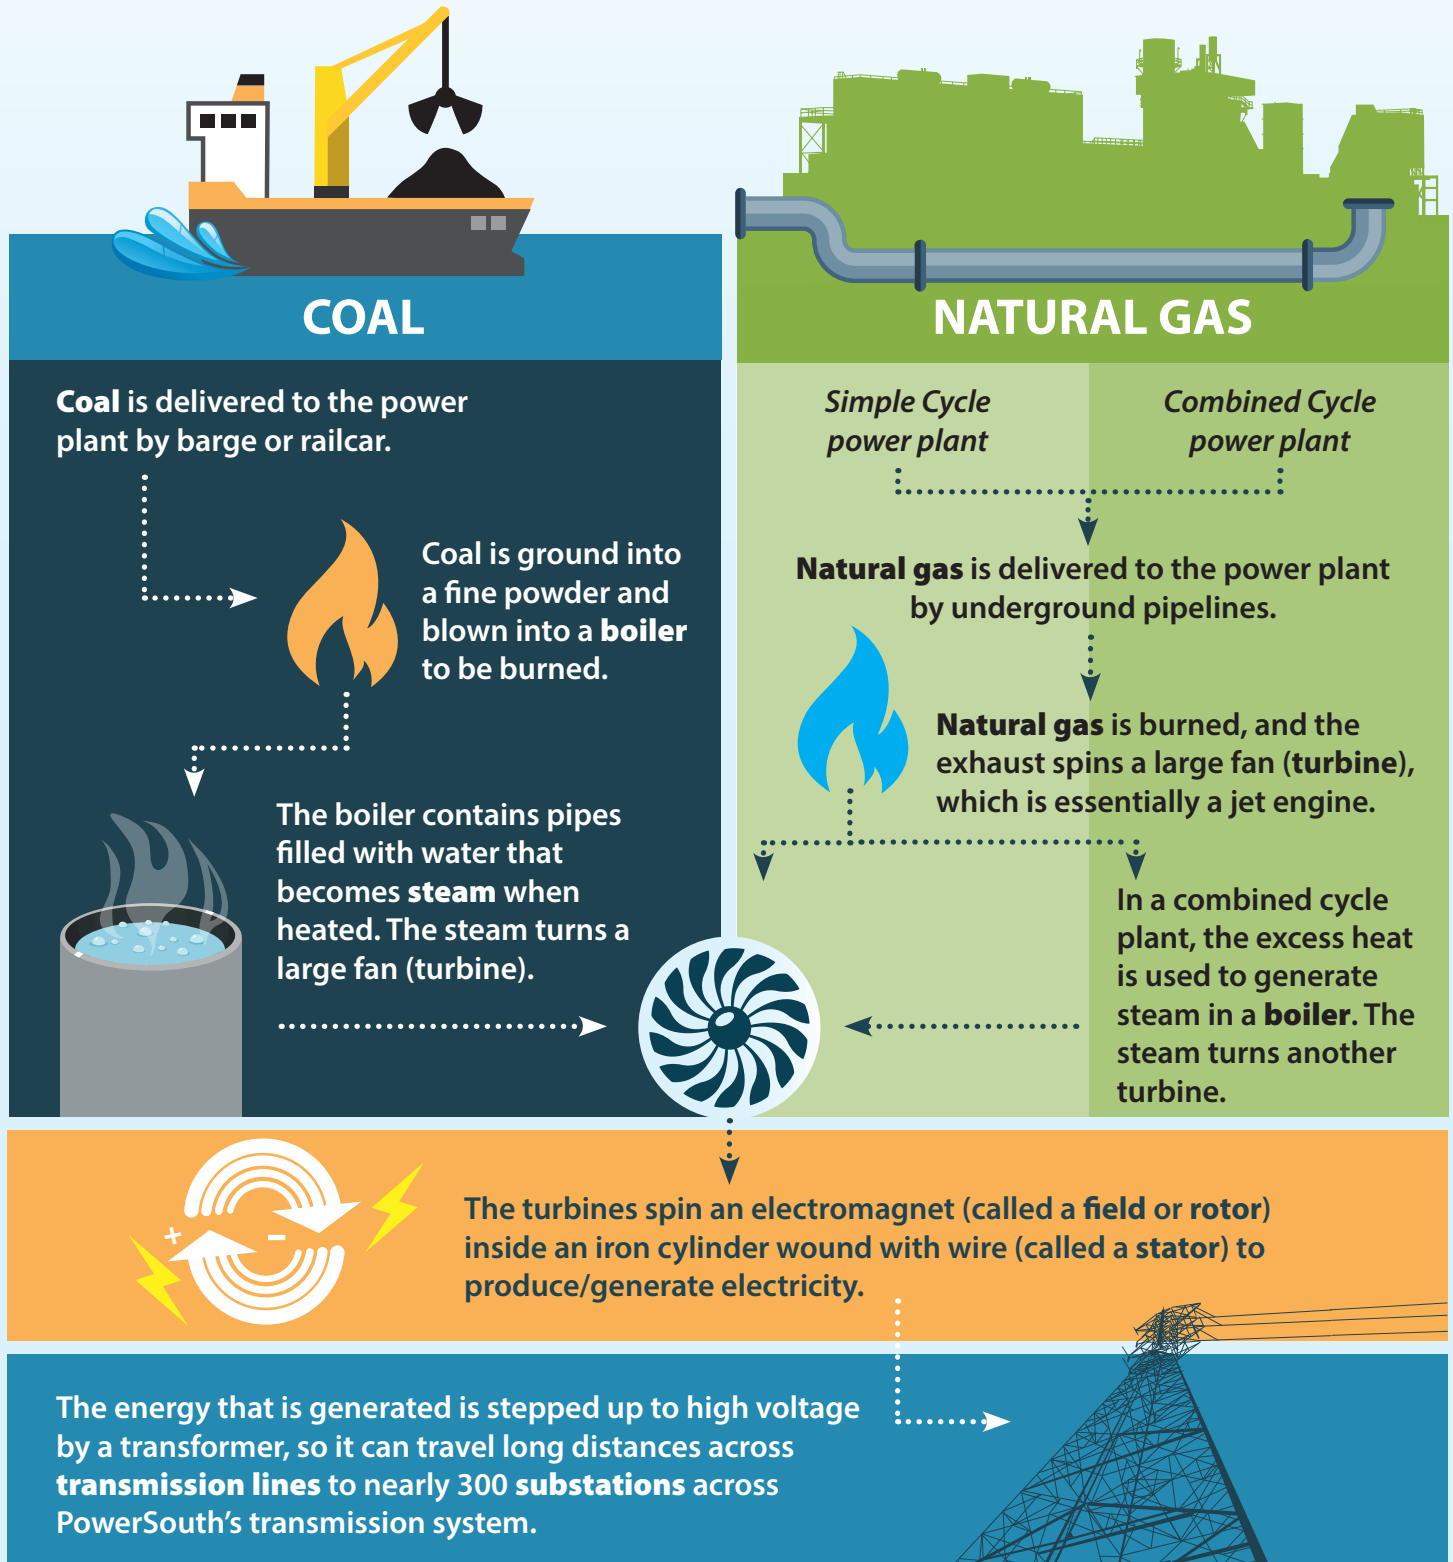 COAL
Coal is delivered to the power
plant by barge or railcar.
Coal is ground into
a fine powder and
blown into a boiler
to be burned.
The boiler contains pipes
filled with water that
becomes steam when
heated. The steam turns a
large fan (turbine).
NATURAL GAS
Simple Cycle
power plant
Combined Cycle
power plant
Natural gas is delivered to the power plant
by underground pipelines.
Natural gas is burned, and the
exhaust spins a large fan (turbine),
which is essentially a jet engine.
In a combined cycle
plant, the excess heat
is used to generate
steam in a boiler. The
steam turns another
turbine.
+
-
The turbines spin an electromagnet (called a field or rotor)
inside an iron cylinder wound with wire (called a stator) to
produce/generate electricity.
The energy that is generated is stepped up to high voltage
by a transformer, so it can travel long distances across
transmission lines to nearly 300 substations across
PowerSouth's transmission system.